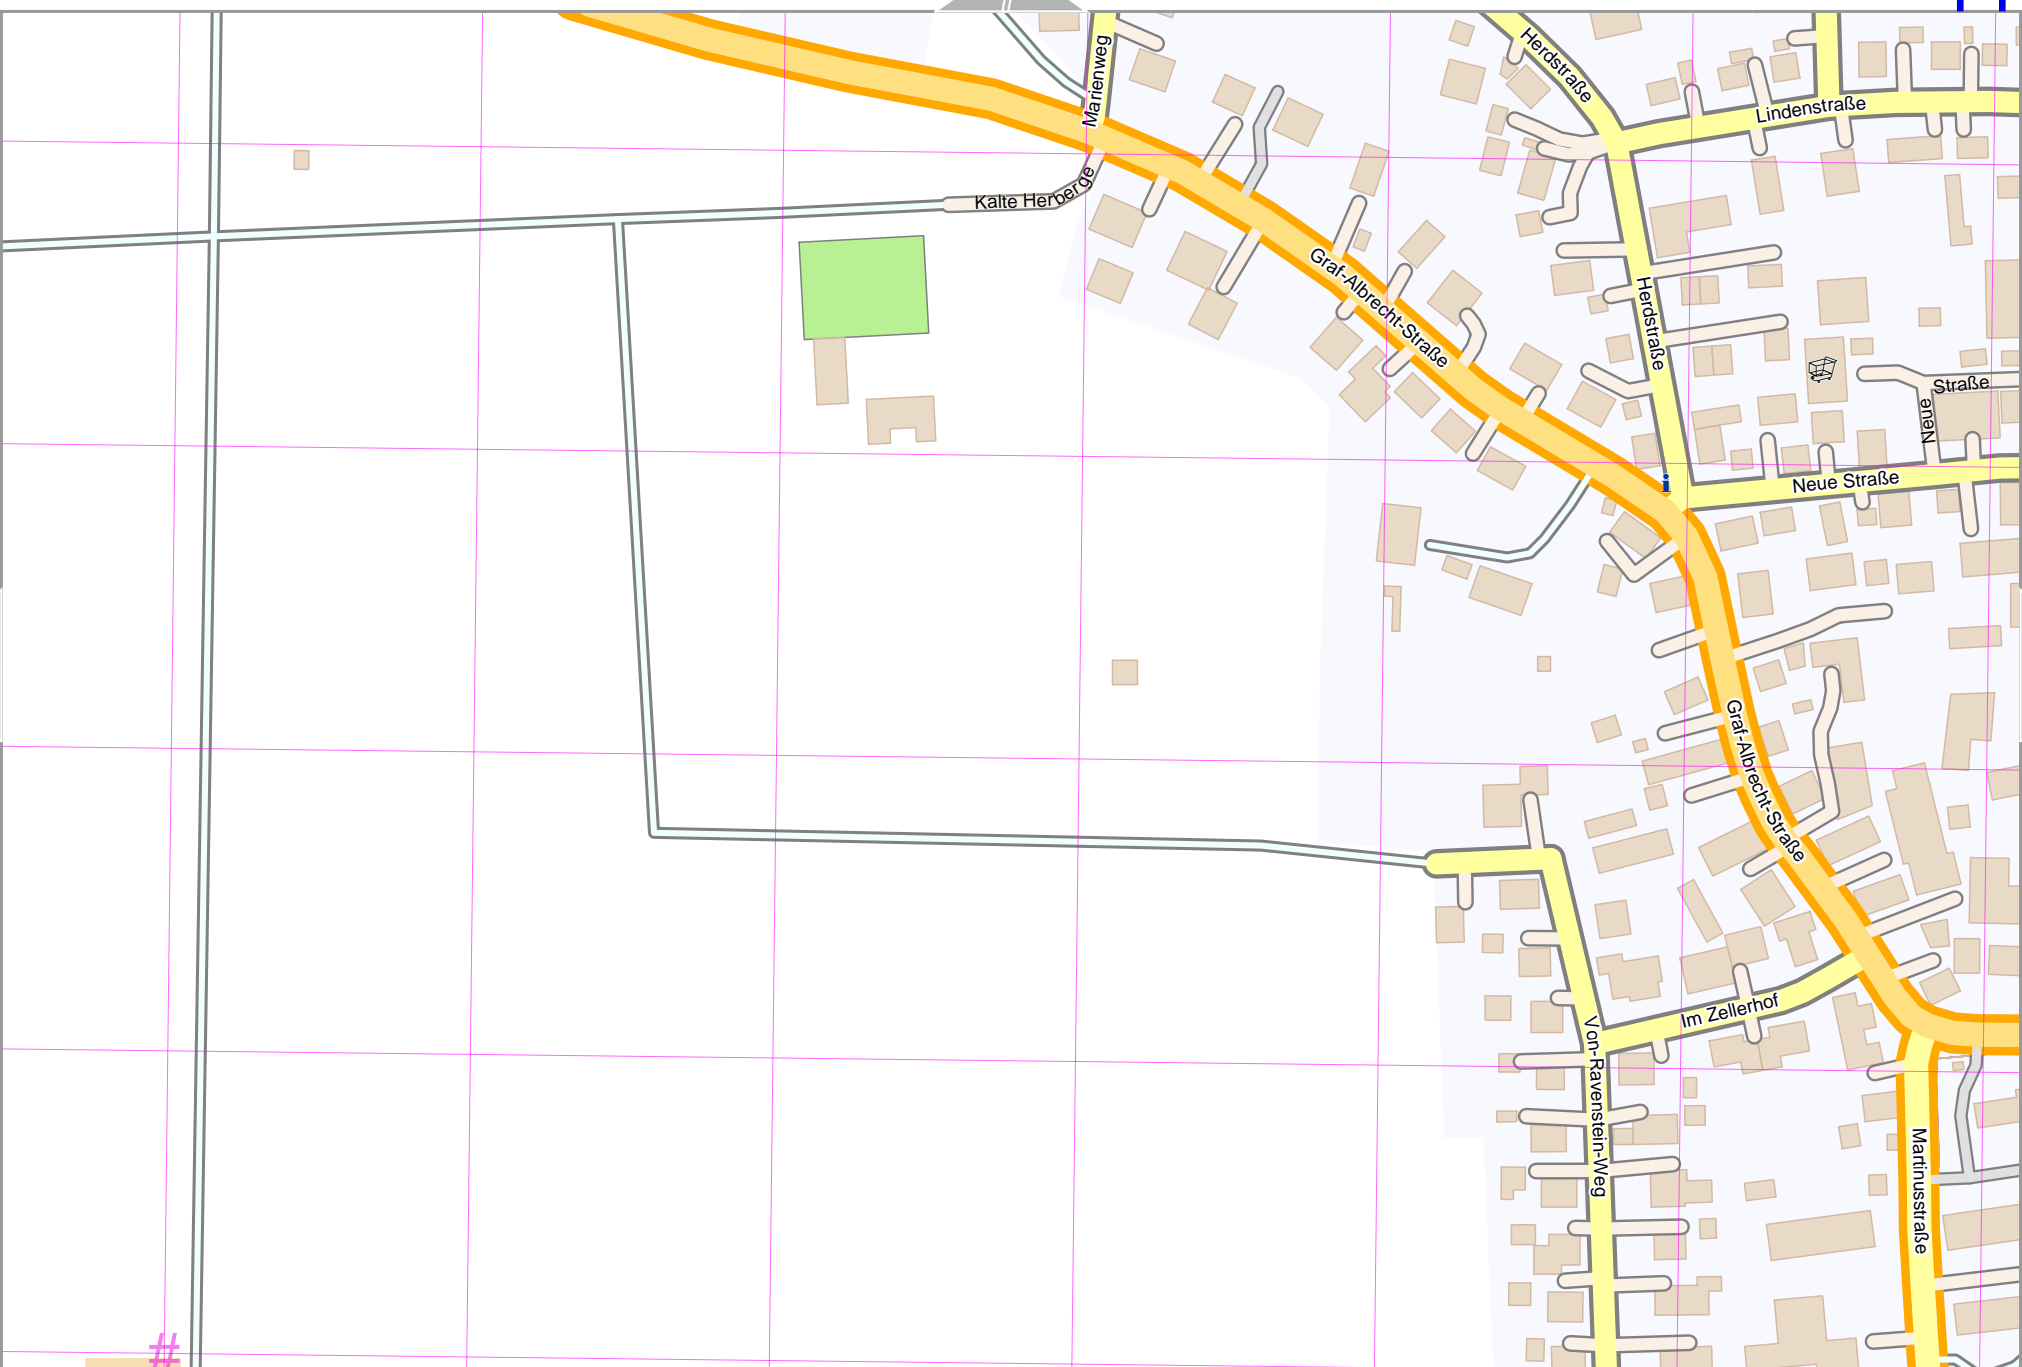 Marienweg
Herdstraße
Lindenstraße
Kalte Herberge
Graf-Albrecht-Straße
Herdstraße
Straße
Neue
i
Neue Straße
Graf-Albrecht-Straße
Im Zellerhof
Von-Ravenstein-Weg
Martinusstraße
#